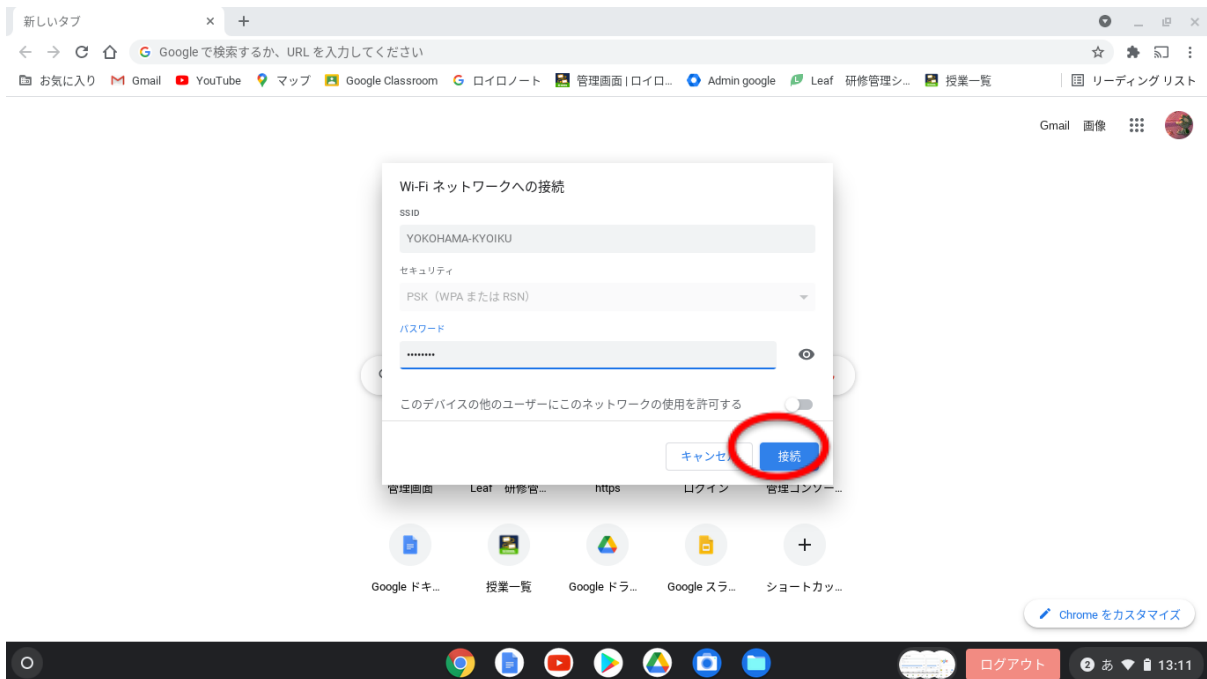 新しいタブ
Google で検索するか、URL を入力してください
お気に入り Gmail YouTube マップ Google Classroom ロイロノート 管理画面 | ロイロ... Admin google Leaf 研修管理シ... 授業一覧 リーディング リスト
Gmail 画像
Wi-Fi ネットワークへの接続
SSID
YOKOHAMA-KYOIKU
セキュリティ
PSK（WPA または RSN）
パスワード
••••••••
このデバイスの他のユーザーにこのネットワークの使用を許可する
キャンセル 接続
管理画面 Leaf 研修管... https ログイン 管理コンソー...
Google ドキ... 授業一覧 Google ドラ... Google スラ... ショートカッ...
Chrome をカスタマイズ
ログアウト 2 あ 13:11